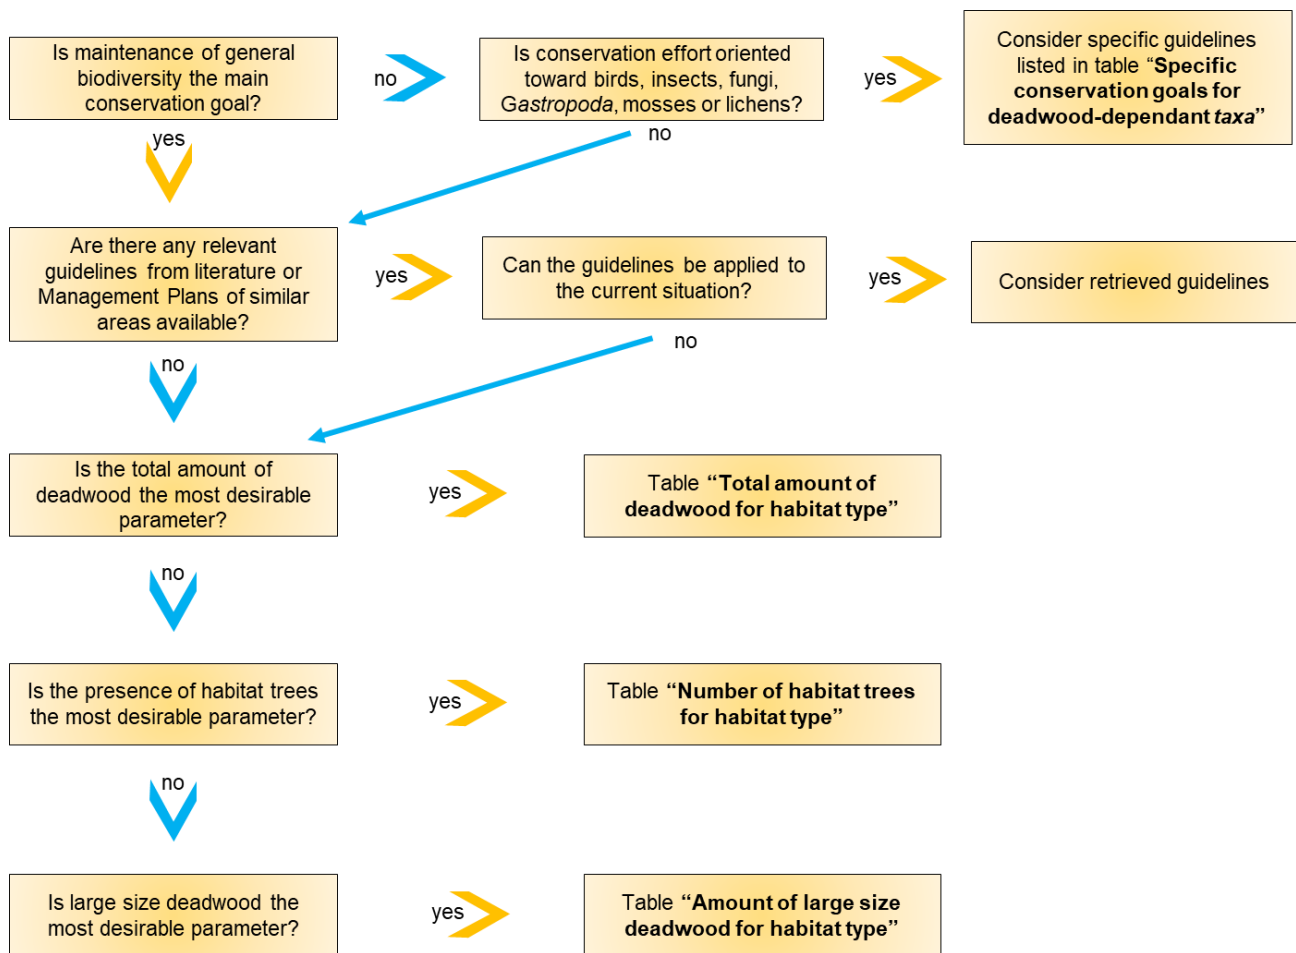 Is maintenance of general
biodiversity the main
conservation goal?
no
Is conservation effort oriented
toward birds, insects, fungi,
Gastropoda, mosses or lichens?
yes
Consider specific guidelines
listed in table “Specific
conservation goals for
deadwood-dependant taxa”
yes
no
Are there any relevant
guidelines from literature or
Management Plans of similar
areas available?
yes
Can the guidelines be applied to
the current situation?
yes
Consider retrieved guidelines
no
no
Is the total amount of
deadwood the most desirable
parameter?
yes
Table “Total amount of
deadwood for habitat type”
no
Is the presence of habitat trees
the most desirable parameter?
yes
Table “Number of habitat trees
for habitat type”
no
Is large size deadwood the
most desirable parameter?
yes
Table “Amount of large size
deadwood for habitat type”